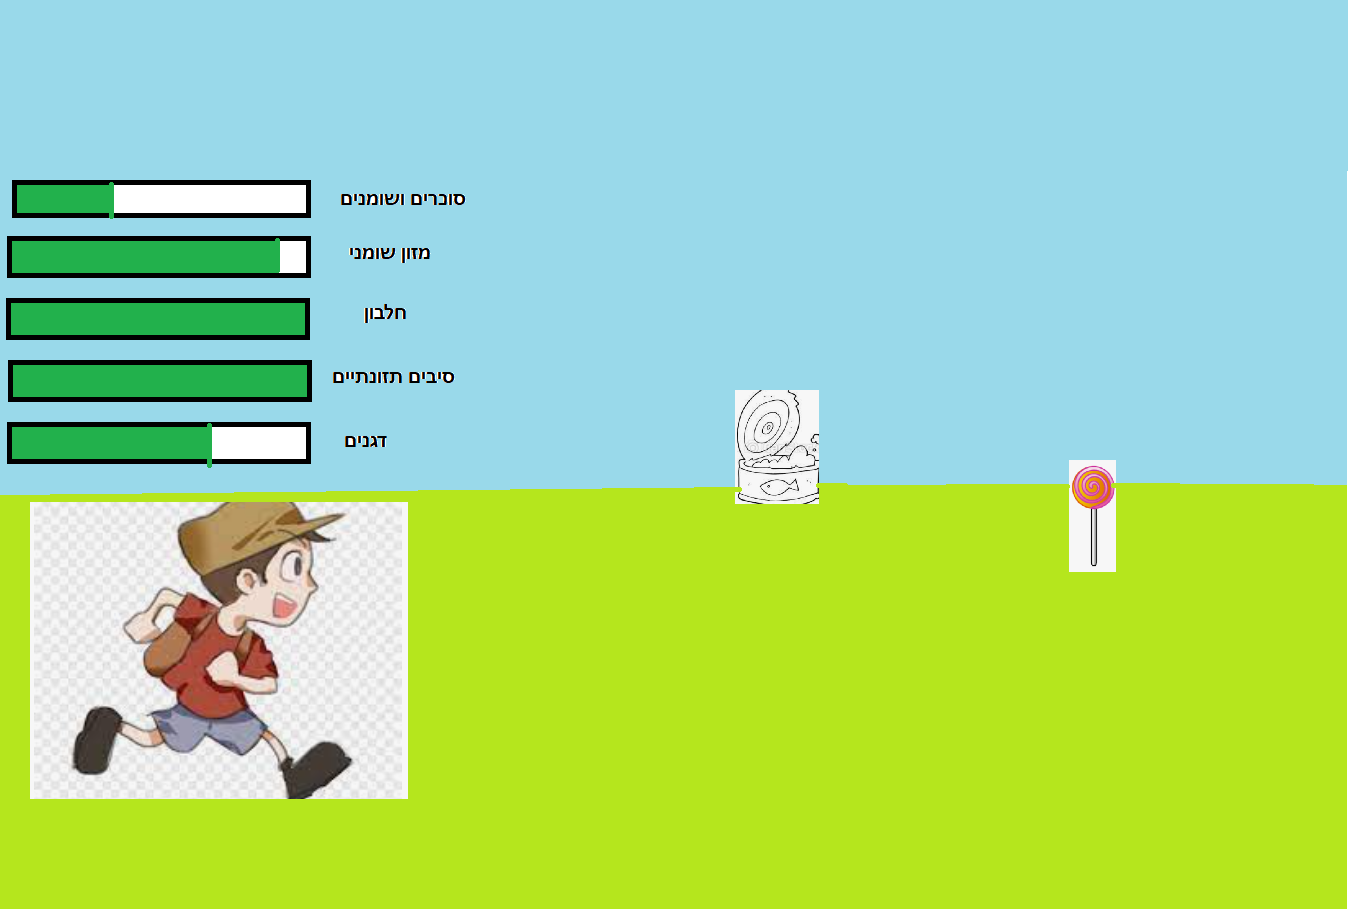 סוכרים ושומנים
מזון שומני
חלבון
סיבים תזונתיים
דגנים